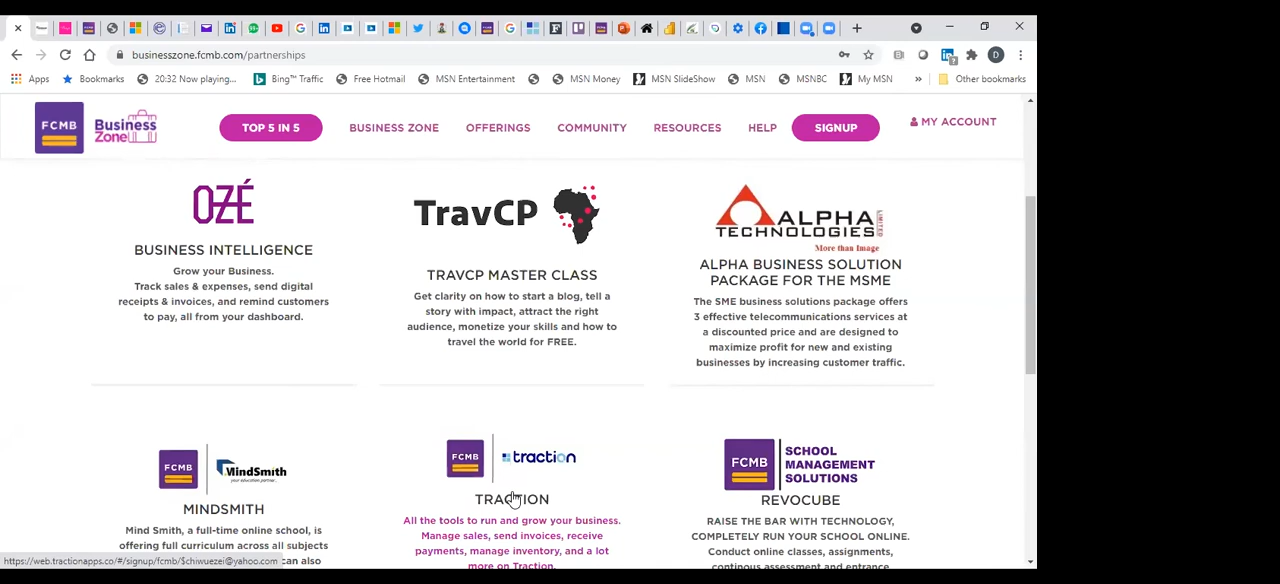 businesszone.fcmb.com/partnerships
Apps Bookmarks 20:32 Now playing... Bing™ Traffic Free Hotmail MSN Entertainment MSN Money MSN SlideShow MSN MSNBC My MSN » Other bookmarks
FCMB Business Zone TOP 5 IN 5 BUSINESS ZONE OFFERINGS COMMUNITY RESOURCES HELP SIGNUP MY ACCOUNT
OZÉ
BUSINESS INTELLIGENCE
Grow your Business.
Track sales & expenses, send digital
receipts & invoices, and remind customers
to pay, all from your dashboard.
TravCP
TRAVCP MASTER CLASS
Get clarity on how to start a blog, tell a
story with impact, attract the right
audience, monetize your skills and how to
travel the world for FREE.
ALPHA
TECHNOLOGIES LIMITED
More than Image
ALPHA BUSINESS SOLUTION
PACKAGE FOR THE MSME
The SME business solutions package offers
3 effective telecommunications services at
a discounted price and are designed to
maximize profit for new and existing
businesses by increasing customer traffic.
FCMB MindSmith
your education partner.
MINDSMITH
Mind Smith, a full-time online school, is
offering full curriculum across all subjects
can also
FCMB traction
TRACTION
All the tools to run and grow your business.
Manage sales, send invoices, receive
payments, manage inventory, and a lot
more on Traction.
FCMB SCHOOL
MANAGEMENT
SOLUTIONS
REVOCUBE
RAISE THE BAR WITH TECHNOLOGY,
COMPLETELY RUN YOUR SCHOOL ONLINE.
Conduct online classes, assignments,
continous assessment and entrance
https://web.tractionapps.co/#/signup/fcmb/$chiwuezei@yahoo.com